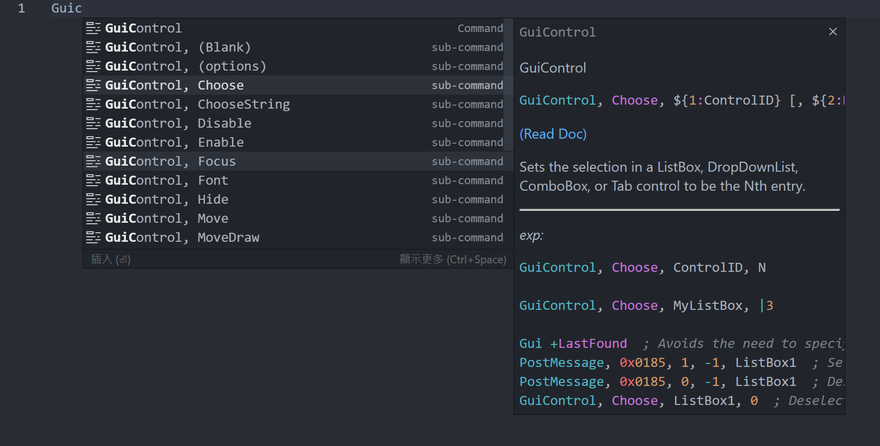 1 Guic
GuiControl Command
GuiControl, (Blank) sub-command
GuiControl, (options) sub-command
GuiControl, Choose sub-command
GuiControl, ChooseString sub-command
GuiControl, Disable sub-command
GuiControl, Enable sub-command
GuiControl, Focus sub-command
GuiControl, Font sub-command
GuiControl, Hide sub-command
GuiControl, Move sub-command
GuiControl, MoveDraw sub-command
插入 (⏎) 顯示更多 (Ctrl+Space)
GuiControl ×
GuiControl
GuiControl, Choose, ${1:ControlID} [, ${2:
(Read Doc)
Sets the selection in a ListBox, DropDownList,
ComboBox, or Tab control to be the Nth entry.
exp:
GuiControl, Choose, ControlID, N
GuiControl, Choose, MyListBox, |3
Gui +LastFound ; Avoids the need to speci
PostMessage, 0x0185, 1, -1, ListBox1 ; Se
PostMessage, 0x0185, 0, -1, ListBox1 ; De
GuiControl, Choose, ListBox1, 0 ; Deselec